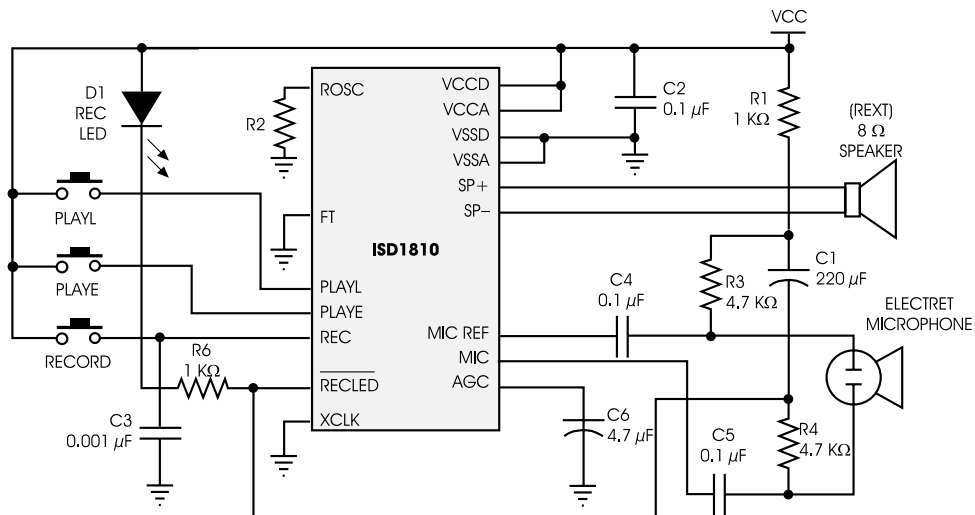 VCC
D1
REC
LED
R2
ROSC
FT
PLAYL
PLAYE
REC
RECLED
XCLK
ISD1810
VCCD
VCCA
VSSD
VSSA
SP+
SP–
MIC REF
MIC
AGC
C2
0.1 µF
R1
1 KΩ
(REXT)
8 Ω
SPEAKER
PLAYL
PLAYE
RECORD
R6
1 KΩ
C3
0.001 µF
C4
0.1 µF
R3
4.7 KΩ
C1
220 µF
ELECTRET
MICROPHONE
C6
4.7 µF
C5
0.1 µF
R4
4.7 KΩ